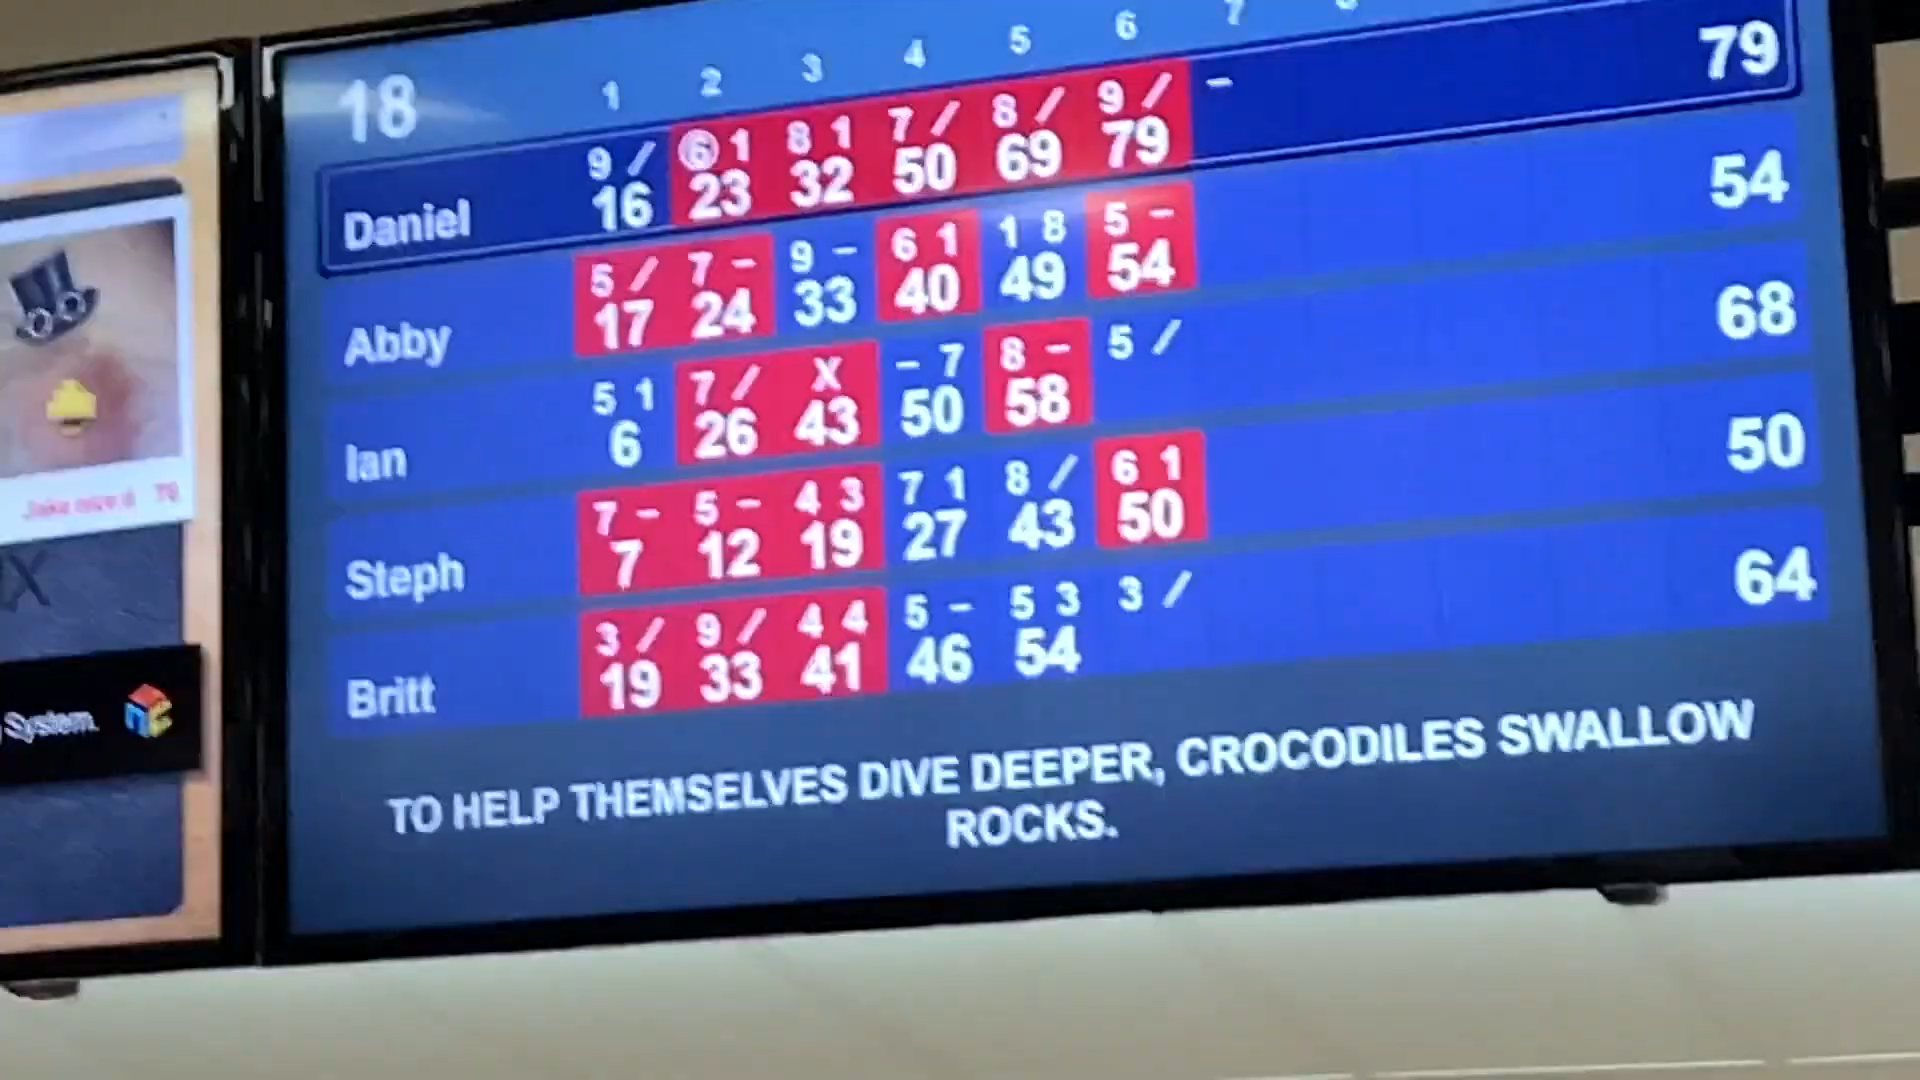 1 2 3 4 5 6 7
18
79
9 / ⑥ 1 8 1 7 / 8 / 9 / -
Daniel 16 23 32 50 69 79
54
5 / 7 - 9 - 6 1 1 8 5 -
Abby 17 24 33 40 49 54
68
5 1 7 / X - 7 8 - 5 /
Ian 6 26 43 50 58
50
7 - 5 - 4 3 7 1 8 / 6 1
Steph 7 12 19 27 43 50
64
3 / 9 / 4 4 5 - 5 3 3 /
Britt 19 33 41 46 54
TO HELP THEMSELVES DIVE DEEPER, CROCODILES SWALLOW
ROCKS.
System.